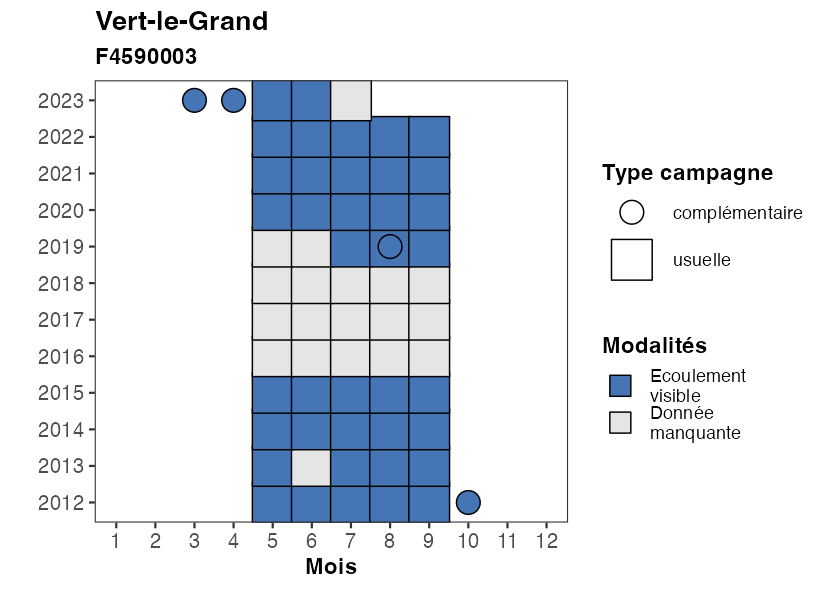 Vert-le-Grand
F4590003
2023
2022
2021
2020
2019
2018
2017
2016
2015
2014
2013
2012
1 2 3 4 5 6 7 8 9 10 11 12
Mois
Type campagne
complémentaire
usuelle
Modalités
Ecoulement
visible
Donnée
manquante